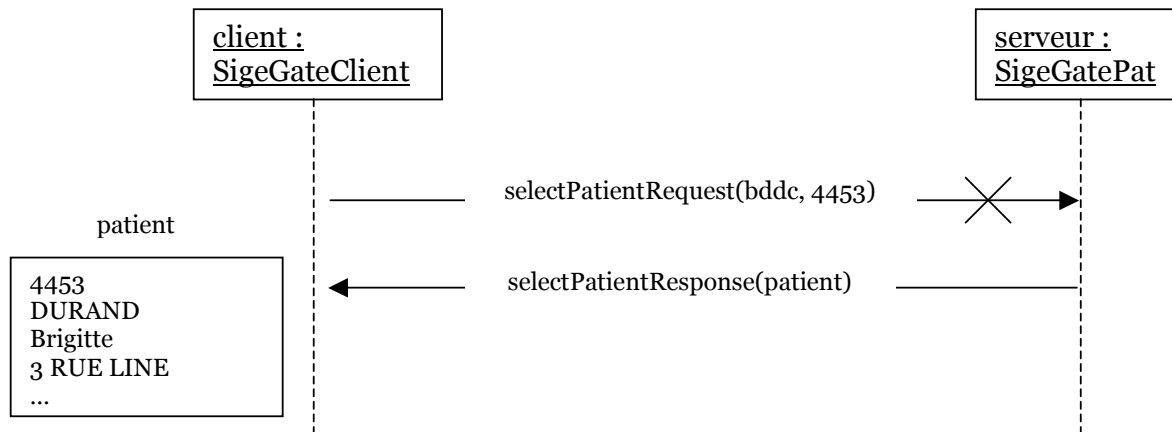 client :
SigeGateClient
serveur :
SigeGatePat
selectPatientRequest(bddc, 4453)
patient
selectPatientResponse(patient)
4453
DURAND
Brigitte
3 RUE LINE
...